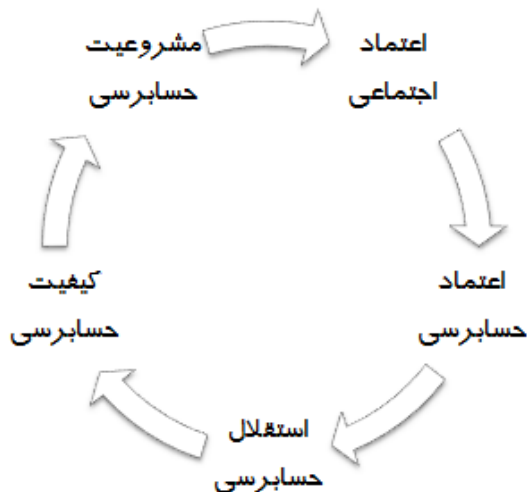 اعتماد
اجتماعی
اعتماد
حسابرسی
استقلال
حسابرسی
کیفیت
حسابرسی
مشروعیت
حسابرسی